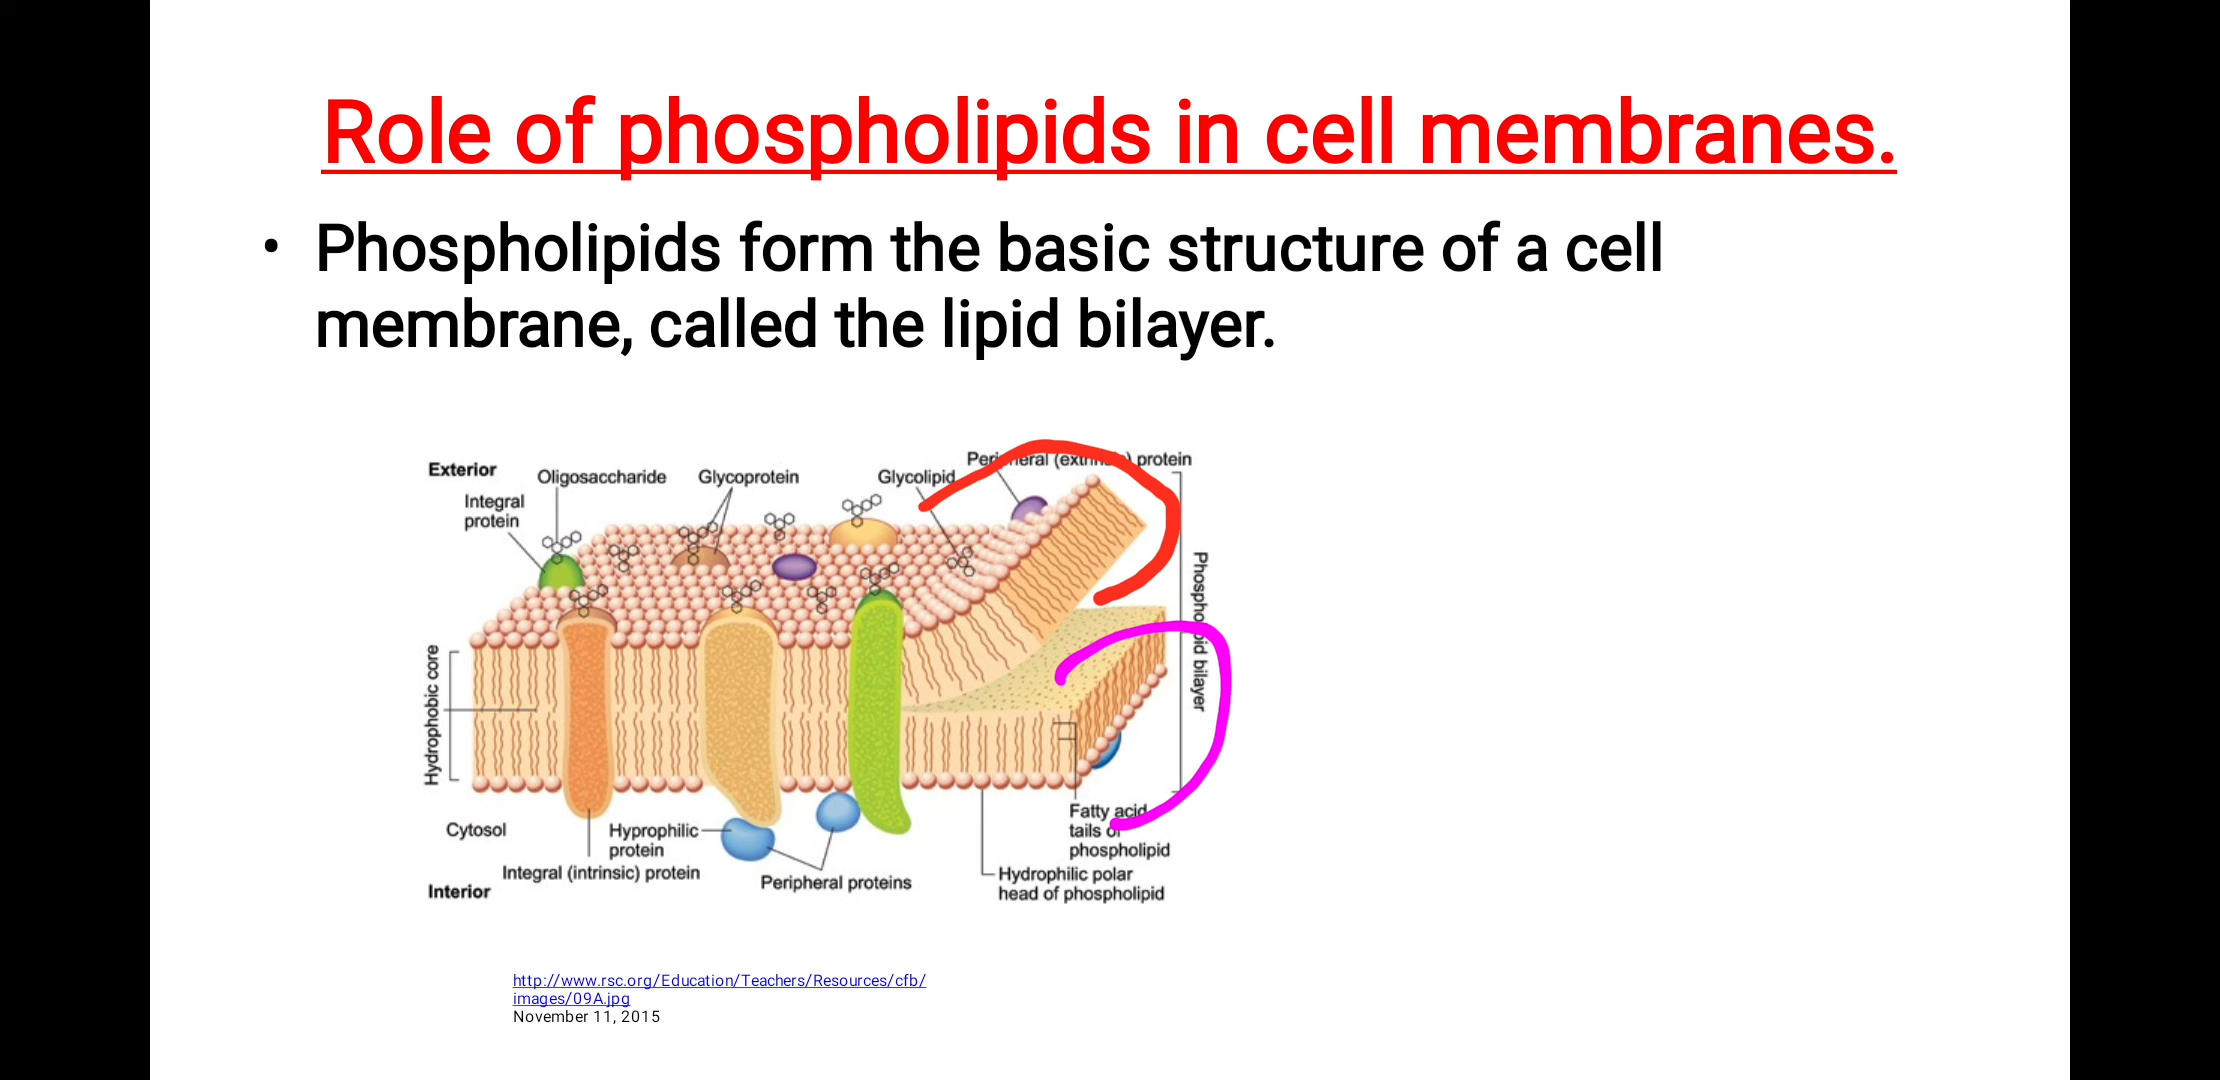 Role of phospholipids in cell membranes.
• Phospholipids form the basic structure of a cell
membrane, called the lipid bilayer.
Exterior
Oligosaccharide
Glycoprotein
Glycolipid
protein
Integral
protein
Hydrophobic core
Phospholipid bilayer
Cytosol
Hyprophilic
protein
Integral (intrinsic) protein
Interior
Peripheral proteins
Fatty acid
tails of
phospholipid
Hydrophilic polar
head of phospholipid
http://www.rsc.org/Education/Teachers/Resources/cfb/
images/09A.jpg
November 11, 2015